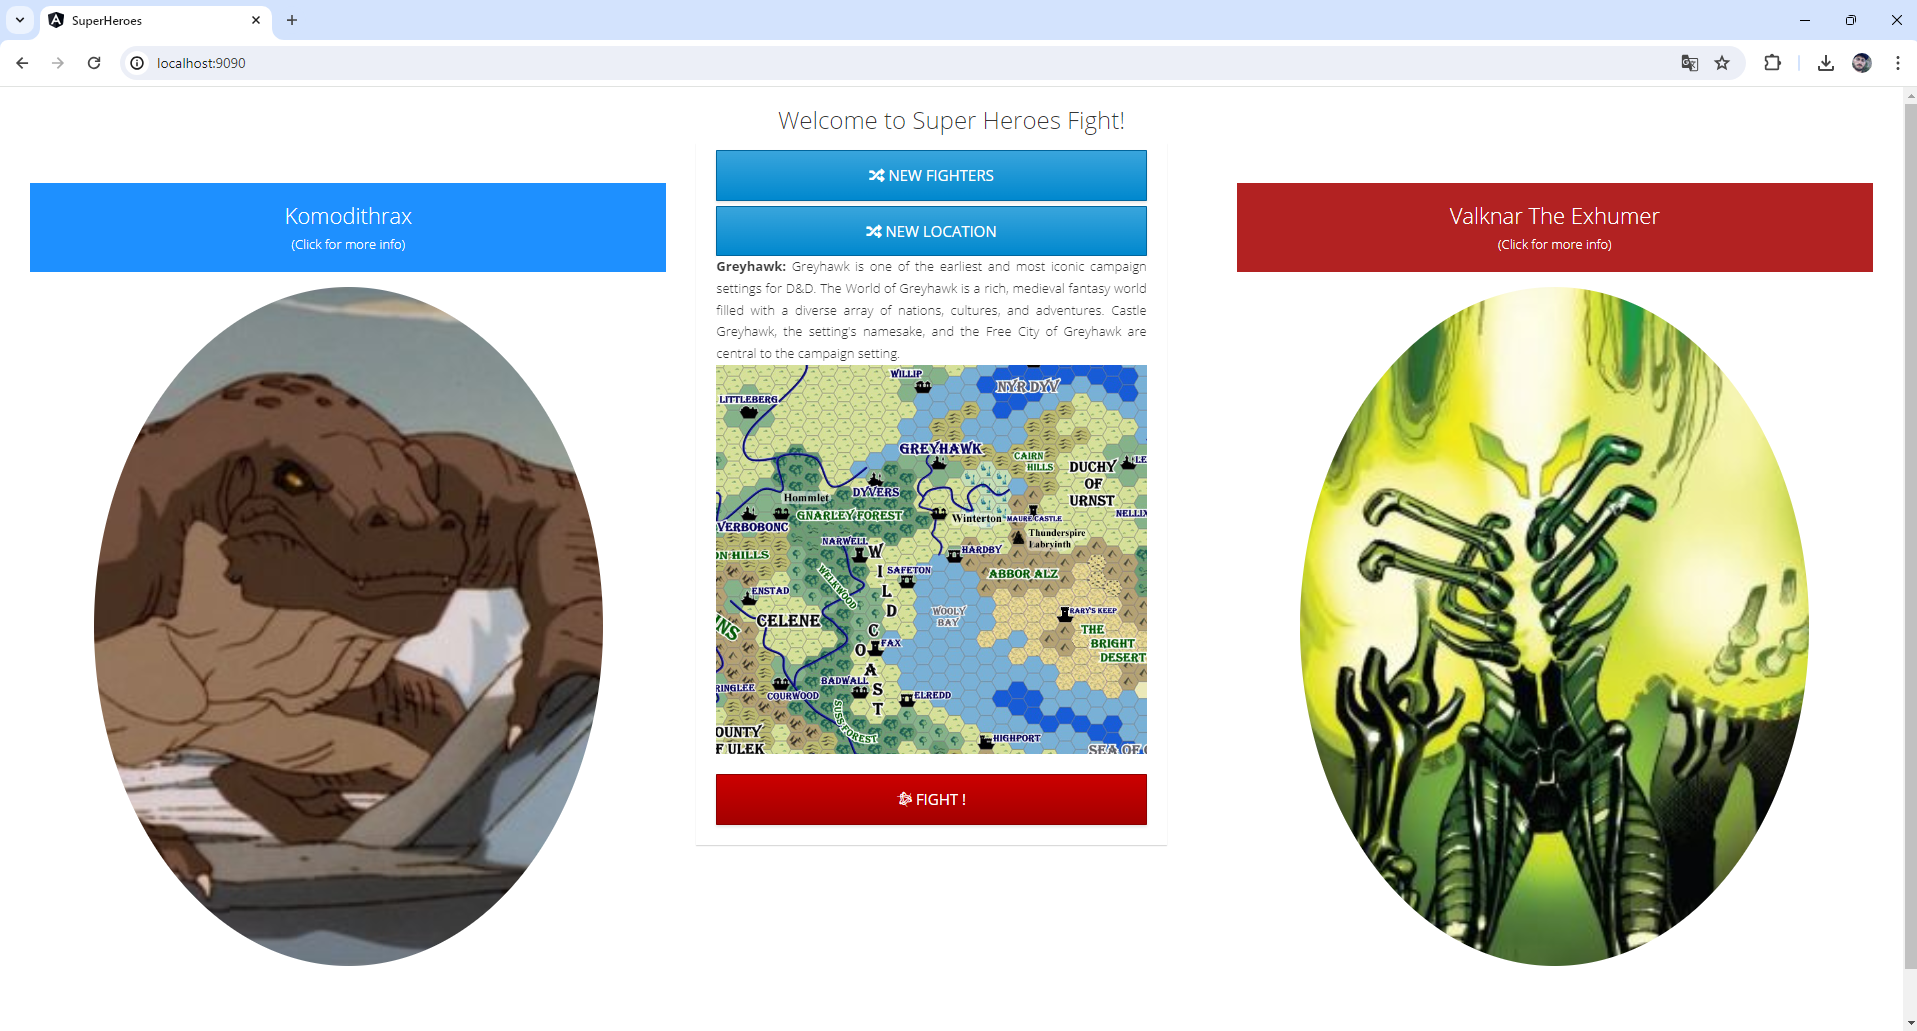 SuperHeroes
localhost:9090
Welcome to Super Heroes Fight!
NEW FIGHTERS
NEW LOCATION
Komodithrax
(Click for more info)
Valknar The Exhumer
(Click for more info)
Greyhawk: Greyhawk is one of the earliest and most iconic campaign
settings for D&D. The World of Greyhawk is a rich, medieval fantasy world
filled with a diverse array of nations, cultures, and adventures. Castle
Greyhawk, the setting's namesake, and the Free City of Greyhawk are
central to the campaign setting.
WILLIP
NYR DYV
LITTLEBERG
GREYHAWK
CAIRN
HILLS
DUCHY
OF
URNST
LE
DYVERS
Hommlet
GNARLEY FOREST
VERBOBONC
Winterton
MAURE CASTLE
NELLIX
Thunderspire
Labryinth
NARWELL
HARDBY
ON HILLS
WILD COAST
SAFETON
ABBOR ALZ
WELKWOOD
ENSTAD
CELENE
WOOLY
BAY
RARY'S KEEP
THE
BRIGHT
DESERT
FAX
BADWALL
RINGLEE
COURWOOD
ELREDD
SUSS FOREST
OUNTY
F ULEK
HIGHPORT
SEA OF
FIGHT !